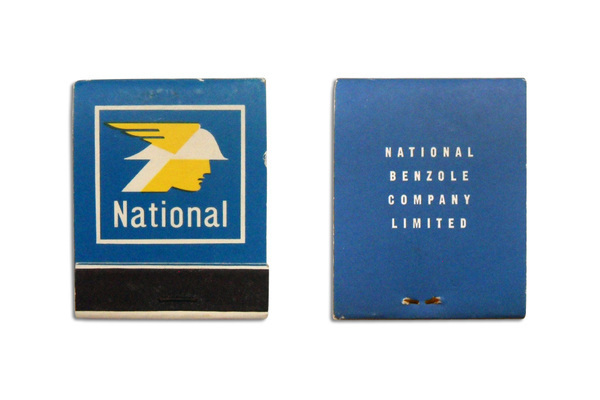 National
NATIONAL
BENZOLE
COMPANY
LIMITED